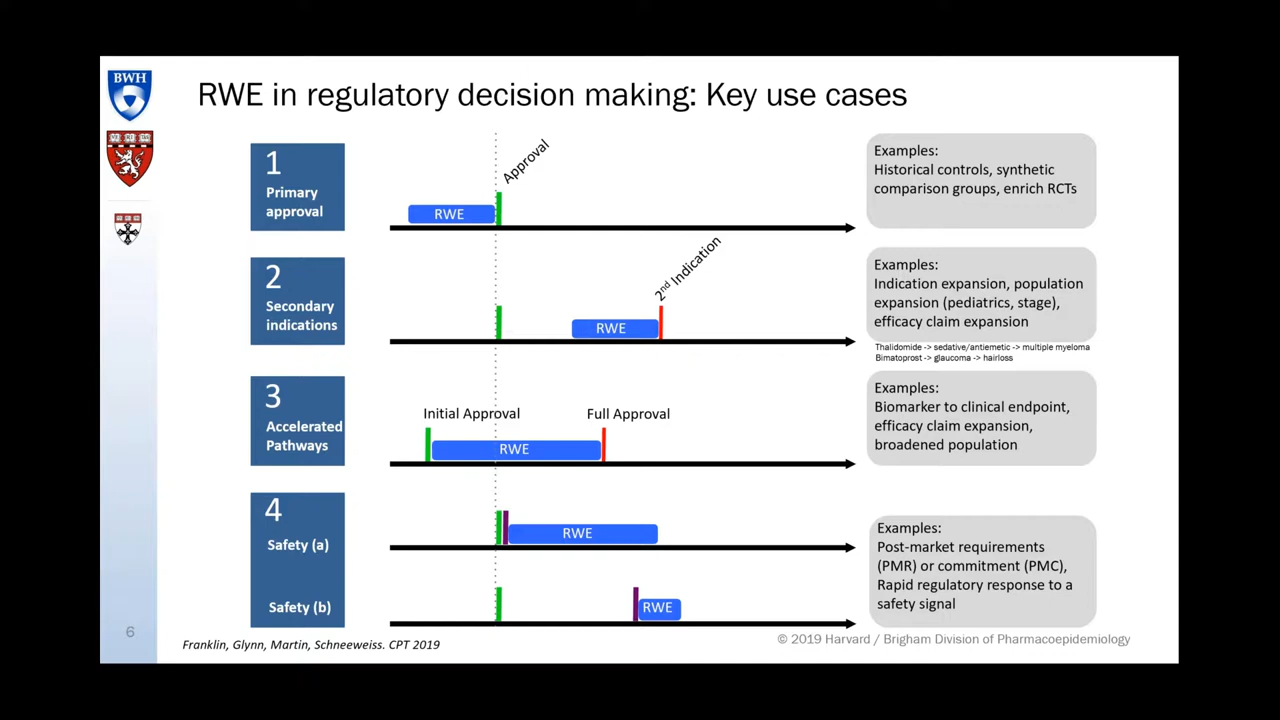 BWH
RWE in regulatory decision making: Key use cases
1
Primary
approval
RWE
Approval
Examples:
Historical controls, synthetic
comparison groups, enrich RCTs
2
Secondary
indications
RWE
2nd Indication
Examples:
Indication expansion, population
expansion (pediatrics, stage),
efficacy claim expansion
Thalidomide -> sedative/antiemetic -> multiple myeloma
Bimatoprost -> glaucoma -> hairloss
3
Accelerated
Pathways
Initial Approval
Full Approval
RWE
Examples:
Biomarker to clinical endpoint,
efficacy claim expansion,
broadened population
4
Safety (a)
RWE
Safety (b)
RWE
Examples:
Post-market requirements
(PMR) or commitment (PMC),
Rapid regulatory response to a
safety signal
6
Franklin, Glynn, Martin, Schneeweiss. CPT 2019
© 2019 Harvard / Brigham Division of Pharmacoepidemiology